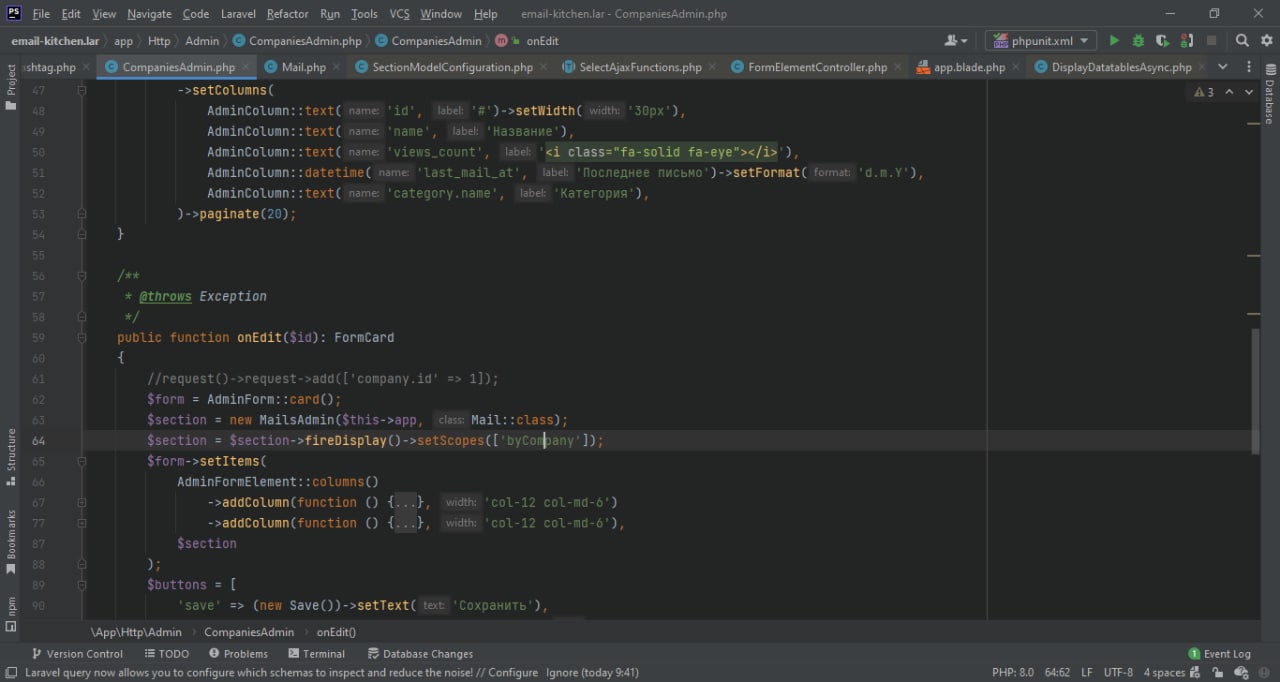 PS File Edit View Navigate Code Laravel Refactor Run Tools VCS Window Help email-kitchen.lar - CompaniesAdmin.php
email-kitchen.lar app Http Admin CompaniesAdmin.php CompaniesAdmin m onEdit phpunit.xml
shtag.php CompaniesAdmin.php Mail.php SectionModelConfiguration.php SelectAjaxFunctions.php FormElementController.php app.blade.php DisplayDatatablesAsync.php
Project
Structure
Bookmarks
npm
Database
3
47 ->setColumns(
48 AdminColumn::text( name: 'id', label: '#')->setWidth( width: '30px'),
49 AdminColumn::text( name: 'name', label: 'Название'),
50 AdminColumn::text( name: 'views_count', label: '<i class="fa-solid fa-eye"></i>'),
51 AdminColumn::datetime( name: 'last_mail_at', label: 'Последнее письмо')->setFormat( format: 'd.m.Y'),
52 AdminColumn::text( name: 'category.name', label: 'Категория'),
53 )->paginate(20);
54 }
55
56 /**
57 * @throws Exception
58 */
59 public function onEdit($id): FormCard
60 {
61 //request()->request->add(['company.id' => 1]);
62 $form = AdminForm::card();
63 $section = new MailsAdmin($this->app, class: Mail::class);
64 $section = $section->fireDisplay()->setScopes(['byCompany']);
65 $form->setItems(
66 AdminFormElement::columns()
67 ->addColumn(function () {...}, width: 'col-12 col-md-6')
77 ->addColumn(function () {...}, width: 'col-12 col-md-6'),
87 $section
88 );
89 $buttons = [
90 'save' => (new Save())->setText( text: 'Сохранить'),
\App\Http\Admin CompaniesAdmin onEdit()
Version Control TODO Problems Terminal Database Changes 1 Event Log
Laravel query now allows you to configure which schemas to inspect and reduce the noise! // Configure Ignore (today 9:41) PHP: 8.0 64:62 LF UTF-8 4 spaces